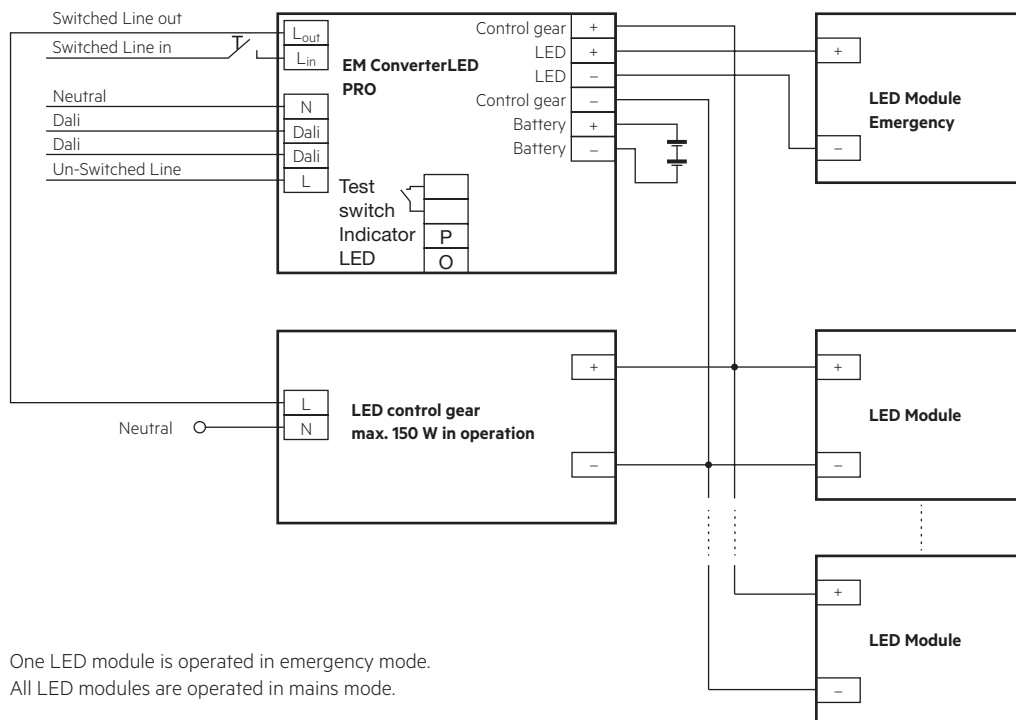 Switched Line out
Switched Line in
Neutral
Dali
Dali
Un-Switched Line
Lout
Lin
N
Dali
Dali
L
EM ConverterLED
PRO
Test
switch
Indicator
LED
P
O
Control gear +
LED +
LED –
Control gear –
Battery +
Battery –
+
–
LED Module
Emergency
L
N
Neutral
LED control gear
max. 150 W in operation
+
–
+
–
LED Module
+
–
LED Module
One LED module is operated in emergency mode.
All LED modules are operated in mains mode.